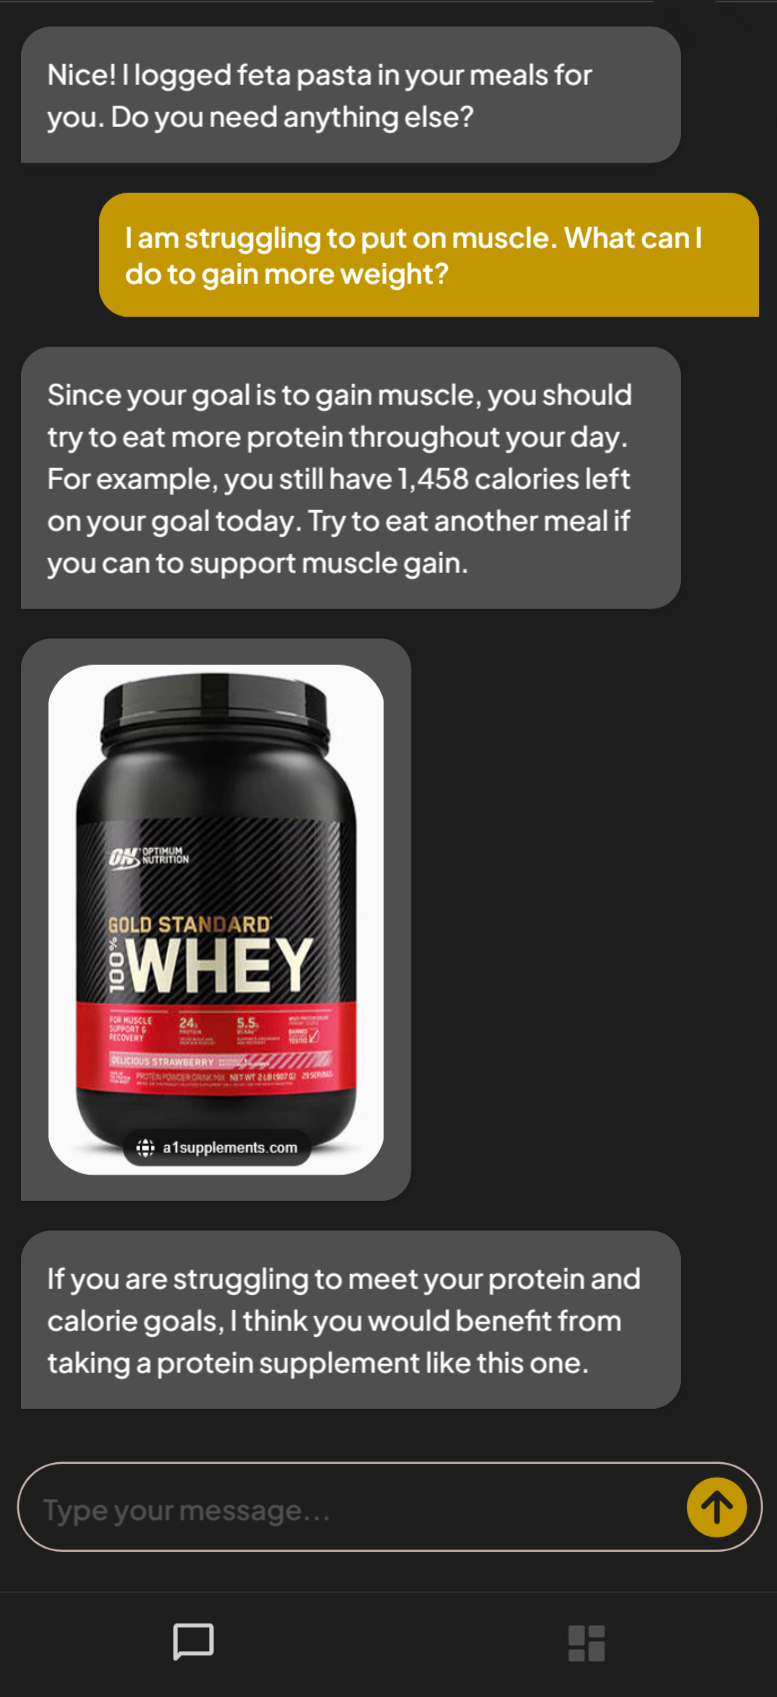 Nice! I logged feta pasta in your meals for
you. Do you need anything else?
I am struggling to put on muscle. What can I
do to gain more weight?
Since your goal is to gain muscle, you should
try to eat more protein throughout your day.
For example, you still have 1,458 calories left
on your goal today. Try to eat another meal if
you can to support muscle gain.
ON OPTIMUM
NUTRITION
GOLD STANDARD
100% WHEY
FOR MUSCLE
SUPPORT &
RECOVERY
24g
PROTEIN
5.5g
BCAAs
BANNED
TESTED
DELICIOUS STRAWBERRY
PROTEIN POWDER DRINK MIX NET WT 2 LB (907 G) 29 SERVINGS
a1supplements.com
If you are struggling to meet your protein and
calorie goals, I think you would benefit from
taking a protein supplement like this one.
Type your message...